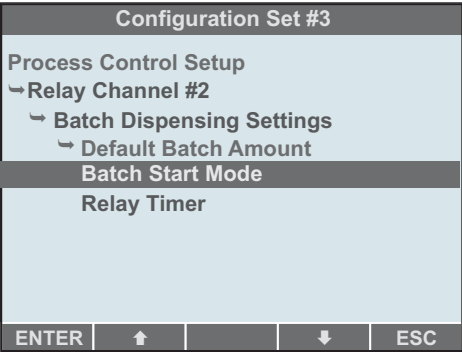 Configuration Set #3
Process Control Setup
Relay Channel #2
Batch Dispensing Settings
Default Batch Amount
Batch Start Mode
Relay Timer
ENTER ESC